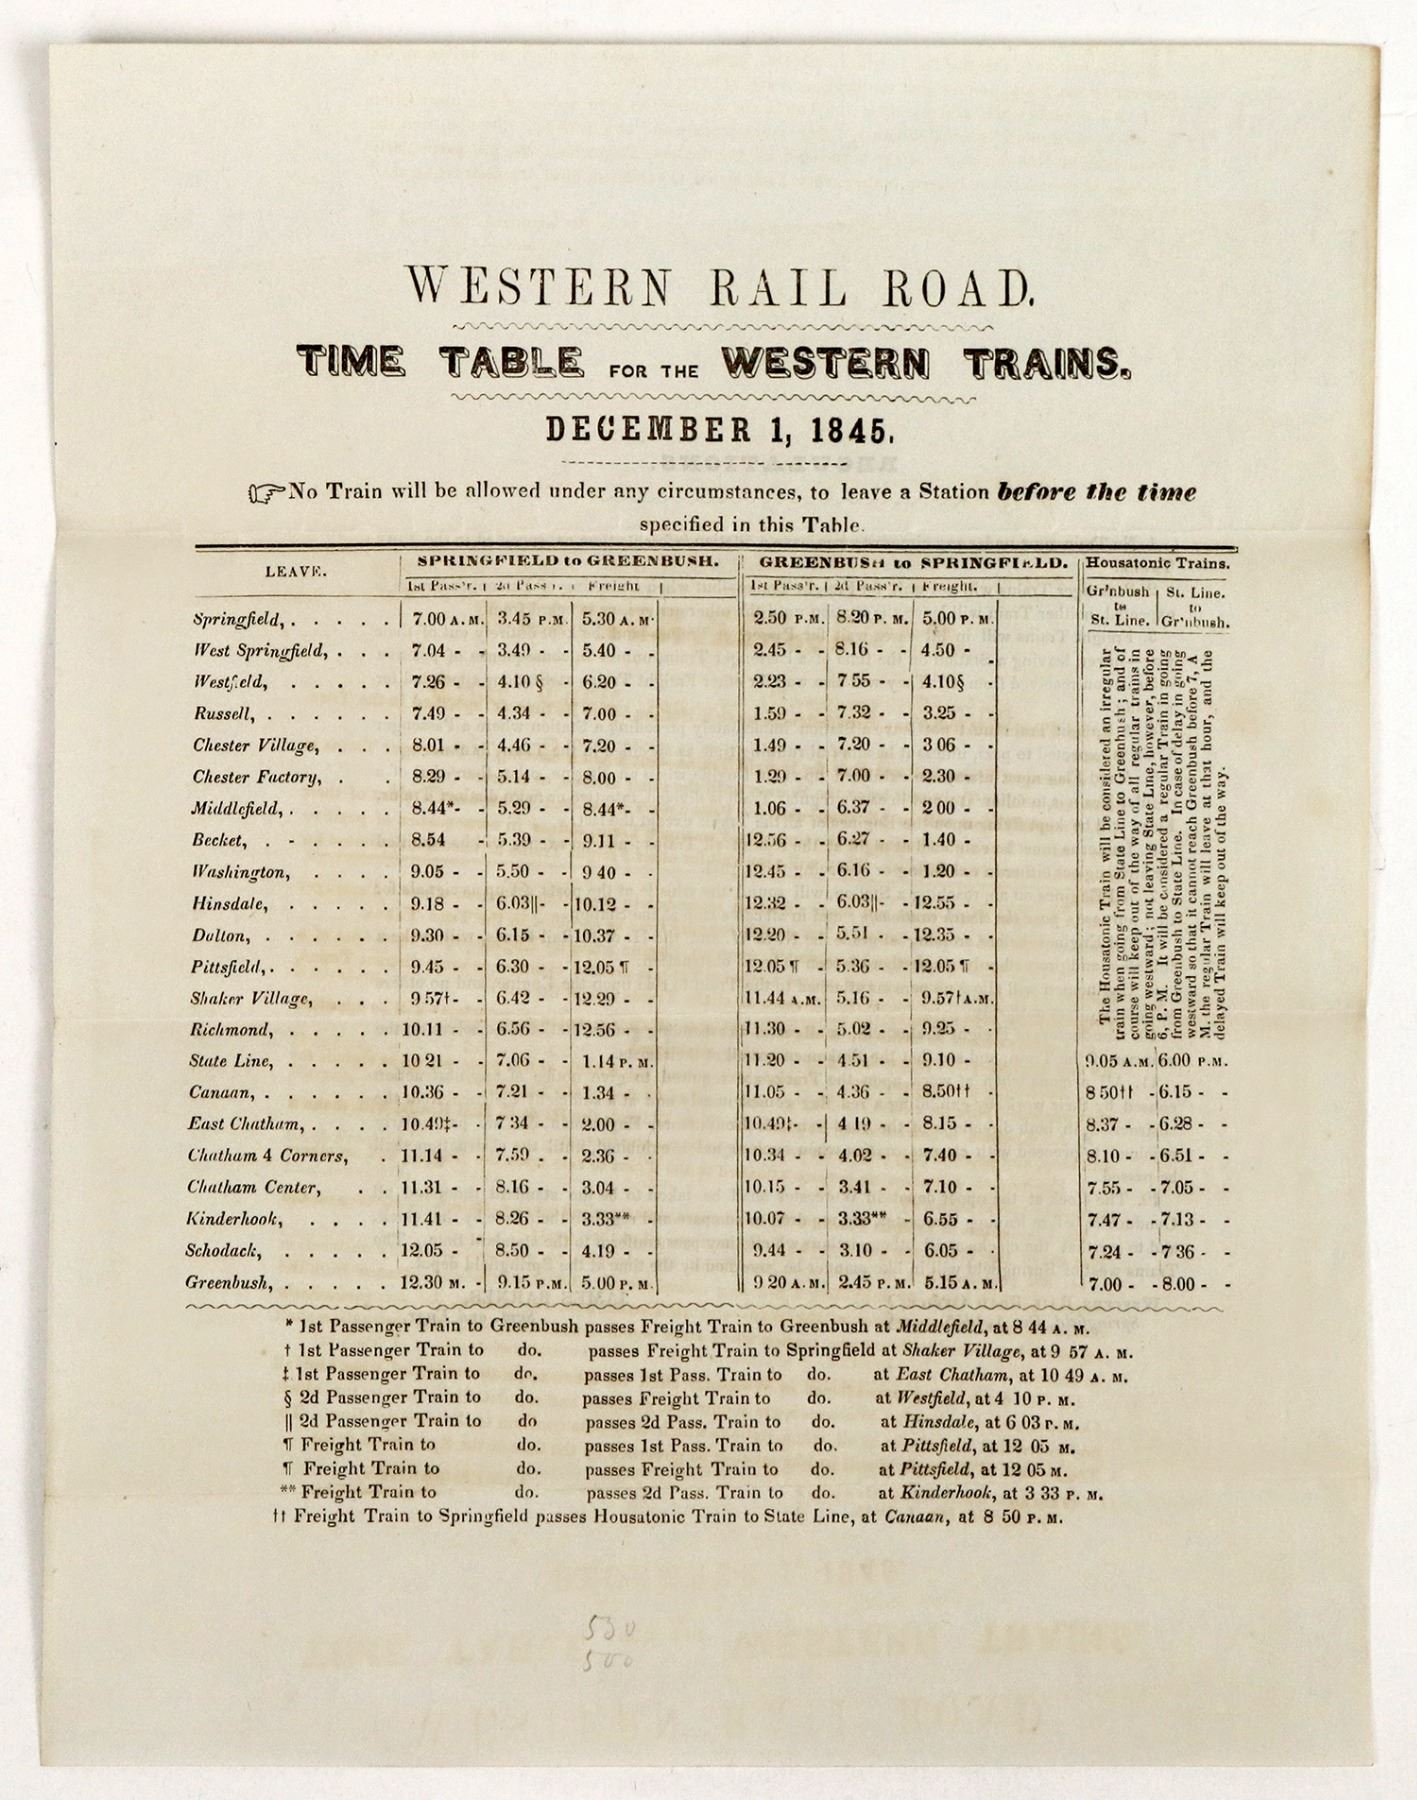 WESTERN RAIL ROAD.
TIME TABLE FOR THE WESTERN TRAINS.
DECEMBER 1, 1845.
☞No Train will be allowed under any circumstances, to leave a Station before the time
specified in this Table.
LEAVE. | SPRINGFIELD to GREENBUSH. | GREENBUSH to SPRINGFIELD. | Housatonic Trains.
1st Pass'r. | 2d Pass'r. | Freight | 1st Pass'r. | 2d Pass'r. | Freight. | Gr'nbush to St. Line. | St. Line. to Gr'nbush.
Springfield, . . . . . | 7.00 A. M. | 3.45 P.M. | 5.30 A. M. | 2.50 P.M. | 8.20 P. M. | 5.00 P. M.
West Springfield, . . . | 7.04 - - | 3.49 - - | 5.40 - - | 2.45 - - | 8.16 - - | 4.50 - -
Westfield, . . . . . | 7.26 - - | 4.10 § - | 6.20 - - | 2.23 - - | 7 55 - - | 4.10§ -
Russell, . . . . . . | 7.49 - - | 4.34 - - | 7.00 - - | 1.59 - - | 7.32 - - | 3.25 - -
Chester Village, . . . | 8.01 - - | 4.46 - - | 7.20 - - | 1.49 - - | 7.20 - - | 3 06 - -
Chester Factory, . . | 8.29 - - | 5.14 - - | 8.00 - - | 1.29 - - | 7.00 - - | 2.30 -
Middlefield, . . . . . | 8.44*- - | 5.29 - - | 8.44*- - | 1.06 - - | 6.37 - - | 2 00 - -
Becket, . - . . . . | 8.54 - | 5.39 - - | 9.11 - - | 12.56 - - | 6.27 - - | 1.40 -
Washington, . . . . | 9.05 - - | 5.50 - - | 9 40 - - | 12.45 - - | 6.16 - - | 1.20 - -
Hinsdale, . . . . . | 9.18 - - | 6.03||- - | 10.12 - - | 12.32 - - | 6.03||- - | 12.55 - -
Dalton, . . . . . . | 9.30 - - | 6.15 - - | 10.37 - - | 12.20 - - | 5.51 - - | 12.35 - -
Pittsfield, . . . . . . | 9.45 - - | 6.30 - - | 12.05 ¶ - | 12.05 ¶ - | 5.36 - - | 12.05 ¶ -
Shaker Village, . . . | 9 57†- - | 6.42 - - | 12.29 - - | 11.44 A.M. | 5.16 - - | 9.57†A.M.
Richmond, . . . . . | 10.11 - - | 6.56 - - | 12.56 - - | 11.30 - - | 5.02 - - | 9.25 - -
The Housatonic Train will be considered an irregular
train when going from State Line to Greenbush; and of
course will keep out of the way of all regular trains in
going westward; not leaving State Line, however, before
6, P. M. It will be considered a regular Train in going
from Greenbush to State Line. In case of delay in going
westward so that it cannot reach Greenbush before 7, A
M. the regular Train will leave at that hour, and the
delayed Train will keep out of the way.
State Line, . . . . . | 10 21 - - | 7.06 - - | 1.14 P. M. | 11.20 - - | 4.51 - - | 9.10 - | 9.05 A.M. | 6.00 P.M.
Canaan, . . . . . . | 10.36 - - | 7.21 - - | 1.34 - - | 11.05 - - | 4.36 - - | 8.50†† - | 8 50†† - | 6.15 - -
East Chatham, . . . . | 10.49‡- - | 7 34 - - | 2.00 - - | 10.49‡- - | 4 19 - - | 8.15 - - | 8.37 - - | 6.28 - -
Chatham 4 Corners, . | 11.14 - - | 7.59 . - | 2.36 - - | 10.34 - - | 4.02 - - | 7.40 - - | 8.10 - - | 6.51 - -
Chatham Center, . . | 11.31 - - | 8.16 - - | 3.04 - - | 10.15 - - | 3.41 - - | 7.10 - - | 7.55 - - | 7.05 - -
Kinderhook, . . . . | 11.41 - - | 8.26 - - | 3.33** - | 10.07 - - | 3.33** - | 6.55 - - | 7.47 - - | 7.13 - -
Schodack, . . . . . | 12.05 - - | 8.50 - - | 4.19 - - | 9.44 - - | 3.10 - - | 6.05 - - | 7.24 - - | 7 36 - -
Greenbush, . . . . . | 12.30 M. - | 9.15 P.M. | 5.00 P. M. | 9 20 A. M. | 2.45 P. M. | 5.15 A. M. | 7.00 - - | 8.00 - -
* 1st Passenger Train to Greenbush passes Freight Train to Greenbush at Middlefield, at 8 44 A. M.
† 1st Passenger Train to do. passes Freight Train to Springfield at Shaker Village, at 9 57 A. M.
‡ 1st Passenger Train to do. passes 1st Pass. Train to do. at East Chatham, at 10 49 A. M.
§ 2d Passenger Train to do. passes Freight Train to do. at Westfield, at 4 10 P. M.
|| 2d Passenger Train to do passes 2d Pass. Train to do. at Hinsdale, at 6 03 P. M.
¶ Freight Train to do. passes 1st Pass. Train to do. at Pittsfield, at 12 05 M.
¶ Freight Train to do. passes Freight Train to do. at Pittsfield, at 12 05 M.
** Freight Train to do. passes 2d Pass. Train to do. at Kinderhook, at 3 33 P. M.
†† Freight Train to Springfield passes Housatonic Train to State Line, at Canaan, at 8 50 P. M.
530
500